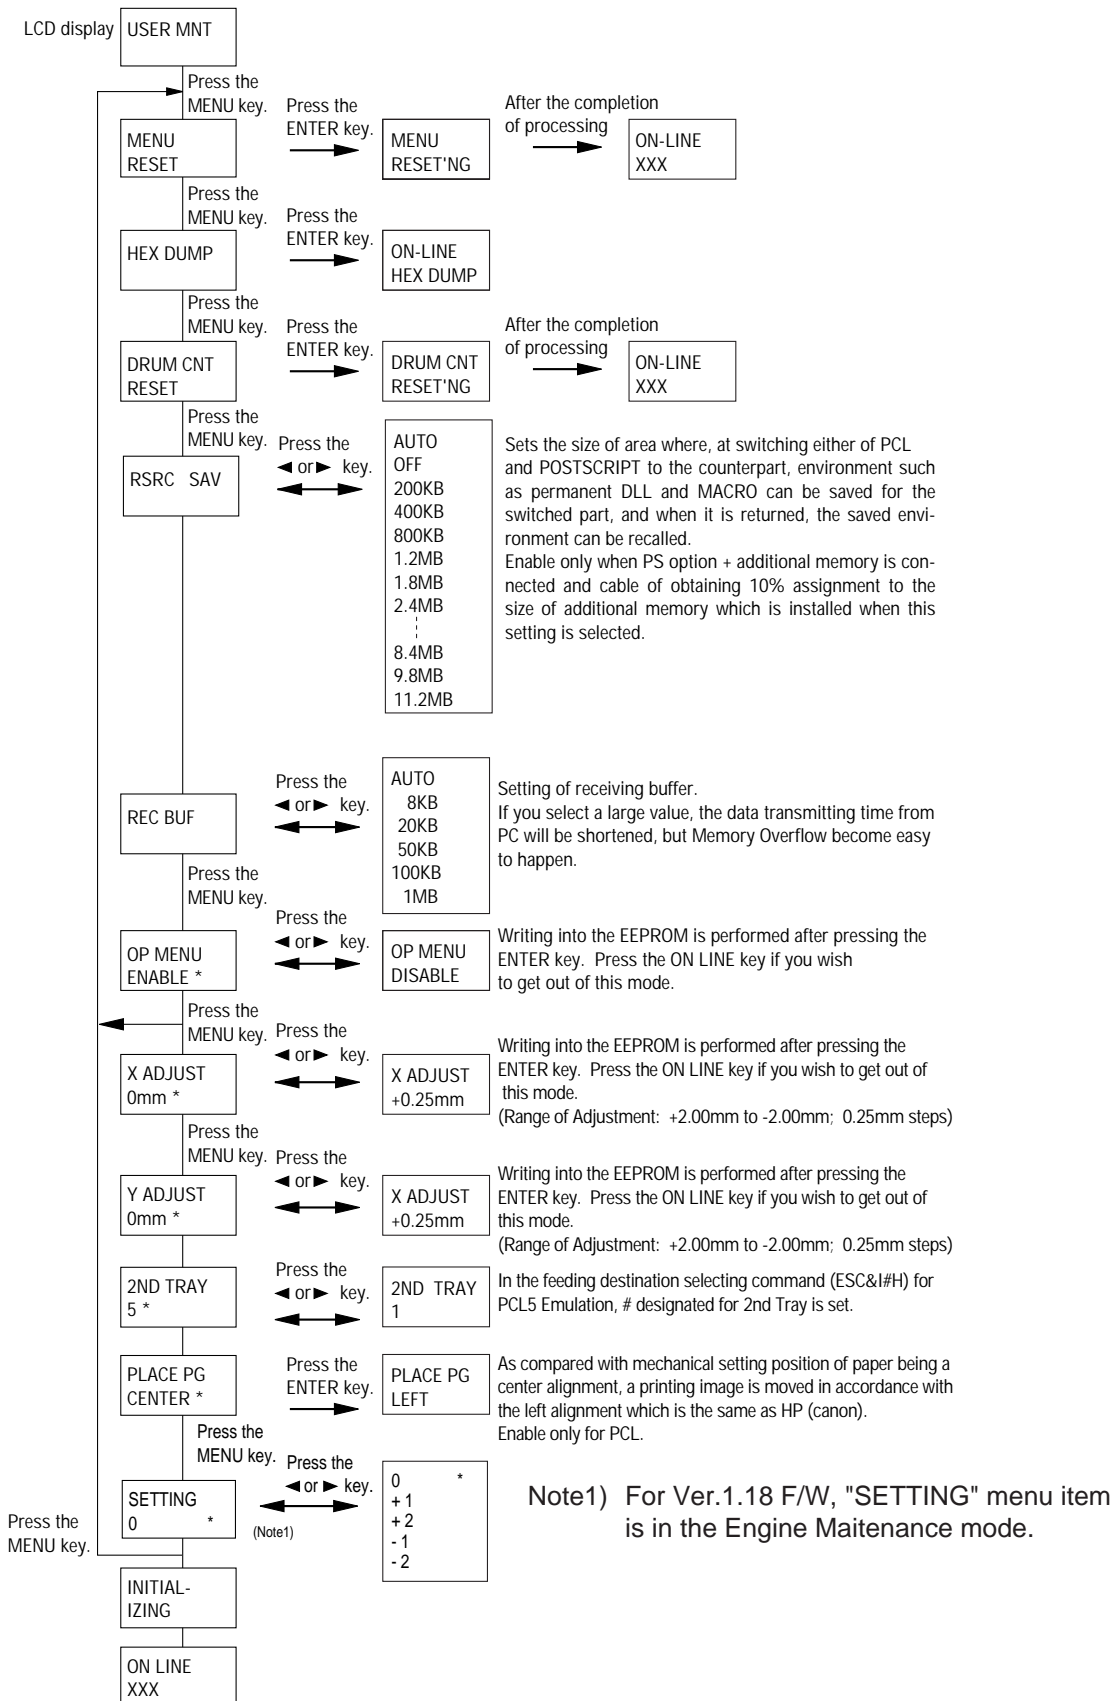 LCD display
USER MNT
Press the
MENU key.
MENU
RESET
Press the
ENTER key.
MENU
RESET'NG
After the completion
of processing
ON-LINE
XXX
Press the
MENU key.
HEX DUMP
Press the
ENTER key.
ON-LINE
HEX DUMP
Press the
MENU key.
DRUM CNT
RESET
Press the
ENTER key.
DRUM CNT
RESET'NG
After the completion
of processing
ON-LINE
XXX
Press the
MENU key.
RSRC SAV
Press the
◄ or ► key.
AUTO
OFF
200KB
400KB
800KB
1.2MB
1.8MB
2.4MB
8.4MB
9.8MB
11.2MB
Sets the size of area where, at switching either of PCL
and POSTSCRIPT to the counterpart, environment such
as permanent DLL and MACRO can be saved for the
switched part, and when it is returned, the saved envi-
ronment can be recalled.
Enable only when PS option + additional memory is con-
nected and cable of obtaining 10% assignment to the
size of additional memory which is installed when this
setting is selected.
REC BUF
Press the
◄ or ► key.
AUTO
8KB
20KB
50KB
100KB
1MB
Setting of receiving buffer.
If you select a large value, the data transmitting time from
PC will be shortened, but Memory Overflow become easy
to happen.
Press the
MENU key.
OP MENU
ENABLE *
Press the
◄ or ► key.
OP MENU
DISABLE
Writing into the EEPROM is performed after pressing the
ENTER key. Press the ON LINE key if you wish
to get out of this mode.
Press the
MENU key.
X ADJUST
0mm *
Press the
◄ or ► key.
X ADJUST
+0.25mm
Writing into the EEPROM is performed after pressing the
ENTER key. Press the ON LINE key if you wish to get out of
this mode.
(Range of Adjustment: +2.00mm to -2.00mm; 0.25mm steps)
Press the
MENU key.
Y ADJUST
0mm *
Press the
◄ or ► key.
X ADJUST
+0.25mm
Writing into the EEPROM is performed after pressing the
ENTER key. Press the ON LINE key if you wish to get out of
this mode.
(Range of Adjustment: +2.00mm to -2.00mm; 0.25mm steps)
2ND TRAY
5 *
Press the
◄ or ► key.
2ND TRAY
1
In the feeding destination selecting command (ESC&l#H) for
PCL5 Emulation, # designated for 2nd Tray is set.
PLACE PG
CENTER *
Press the
ENTER key.
PLACE PG
LEFT
As compared with mechanical setting position of paper being a
center alignment, a printing image is moved in accordance with
the left alignment which is the same as HP (canon).
Enable only for PCL.
Press the
MENU key.
SETTING
0 *
Press the
◄ or ► key.
(Note1)
0 *
+ 1
+ 2
- 1
- 2
Note1) For Ver.1.18 F/W, "SETTING" menu item
is in the Engine Maitenance mode.
Press the
MENU key.
INITIAL-
IZING
ON LINE
XXX